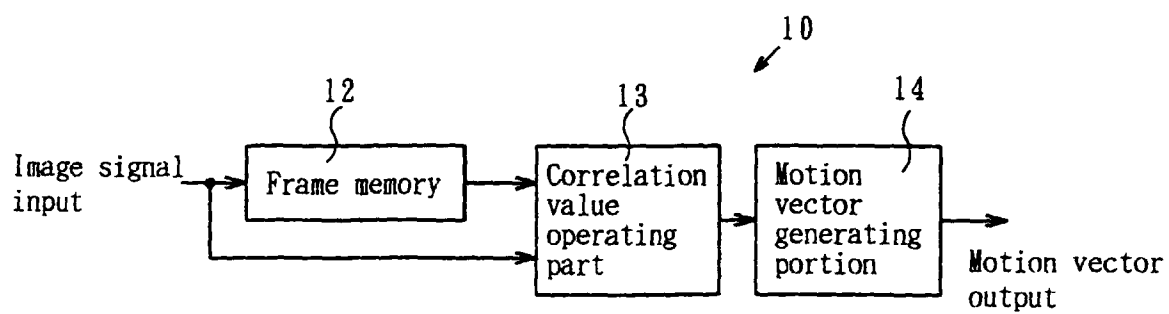 10
12
13
14
Image signal
input
Frame memory
Correlation
value
operating
part
Motion
vector
generating
portion
Motion vector
output